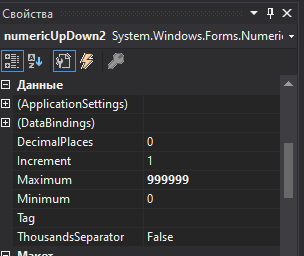 Свойства
numericUpDown2 System.Windows.Forms.Numeric
Данные
(ApplicationSettings)
(DataBindings)
DecimalPlaces 0
Increment 1
Maximum 999999
Minimum 0
Tag
ThousandsSeparator False
Макет